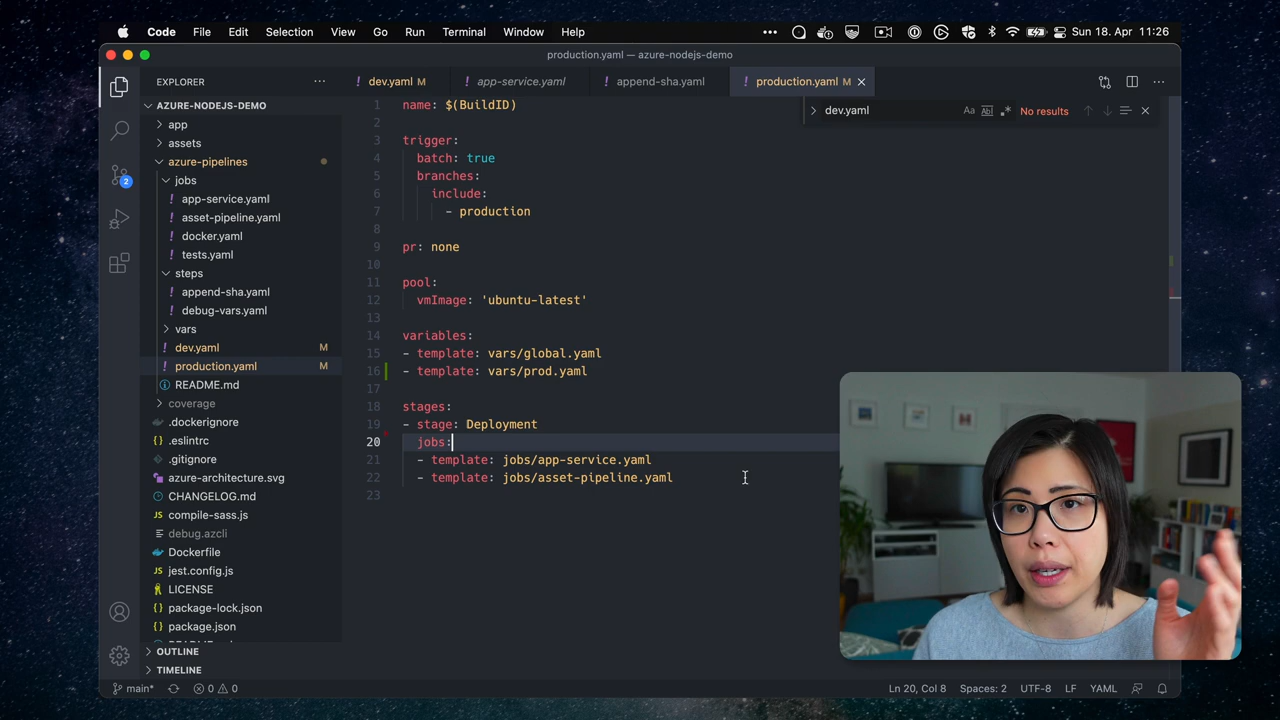 Code File Edit Selection View Go Run Terminal Window Help Sun 18. Apr 11:26
production.yaml — azure-nodejs-demo
EXPLORER
dev.yaml M
app-service.yaml
append-sha.yaml
production.yaml M
AZURE-NODEJS-DEMO
app
assets
azure-pipelines
jobs
app-service.yaml
asset-pipeline.yaml
docker.yaml
tests.yaml
steps
append-sha.yaml
debug-vars.yaml
vars
dev.yaml M
production.yaml M
README.md
coverage
.dockerignore
.eslintrc
.gitignore
azure-architecture.svg
CHANGELOG.md
compile-sass.js
debug.azcli
Dockerfile
jest.config.js
LICENSE
package-lock.json
package.json
OUTLINE
TIMELINE
2
dev.yaml Aa Abl .* No results
1 name: $(BuildID)
2
3 trigger:
4 batch: true
5 branches:
6 include:
7 - production
8
9 pr: none
10
11 pool:
12 vmImage: 'ubuntu-latest'
13
14 variables:
15 - template: vars/global.yaml
16 - template: vars/prod.yaml
17
18 stages:
19 - stage: Deployment
20 jobs:
21 - template: jobs/app-service.yaml
22 - template: jobs/asset-pipeline.yaml
23
main* 0 0 Ln 20, Col 8 Spaces: 2 UTF-8 LF YAML